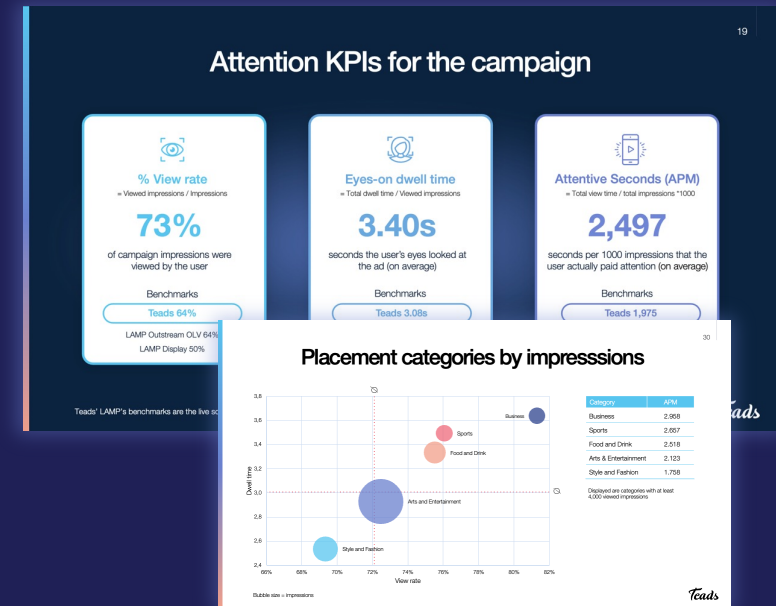 19
Attention KPIs for the campaign
% View rate
= Viewed impressions / Impressions
73%
of campaign impressions were
viewed by the user
Benchmarks
Teads 64%
LAMP Outstream OLV 64%
LAMP Display 50%
Eyes-on dwell time
= Total dwell time / Viewed impressions
3.40s
seconds the user's eyes looked at
the ad (on average)
Benchmarks
Teads 3.08s
Attentive Seconds (APM)
= Total view time / total impressions *1000
2,497
seconds per 1000 impressions that the
user actually paid attention (on average)
Benchmarks
Teads 1,975
Teads' LAMP's benchmarks are the live
30
Placement categories by impresssions
3,8
3,6
3,4
3,2
3,0
2,8
2,6
2,4
Dwell time
Business
Sports
Food and Drink
Arts and Entertainment
Style and Fashion
66%
68%
70%
72%
74%
76%
78%
80%
82%
View rate
Bubble size = impressions
Category APM
Business 2.958
Sports 2.657
Food and Drink 2.518
Arts & Entertainment 2.123
Style and Fashion 1.758
Displayed are categories with at least
4,000 viewed impressions
Teads